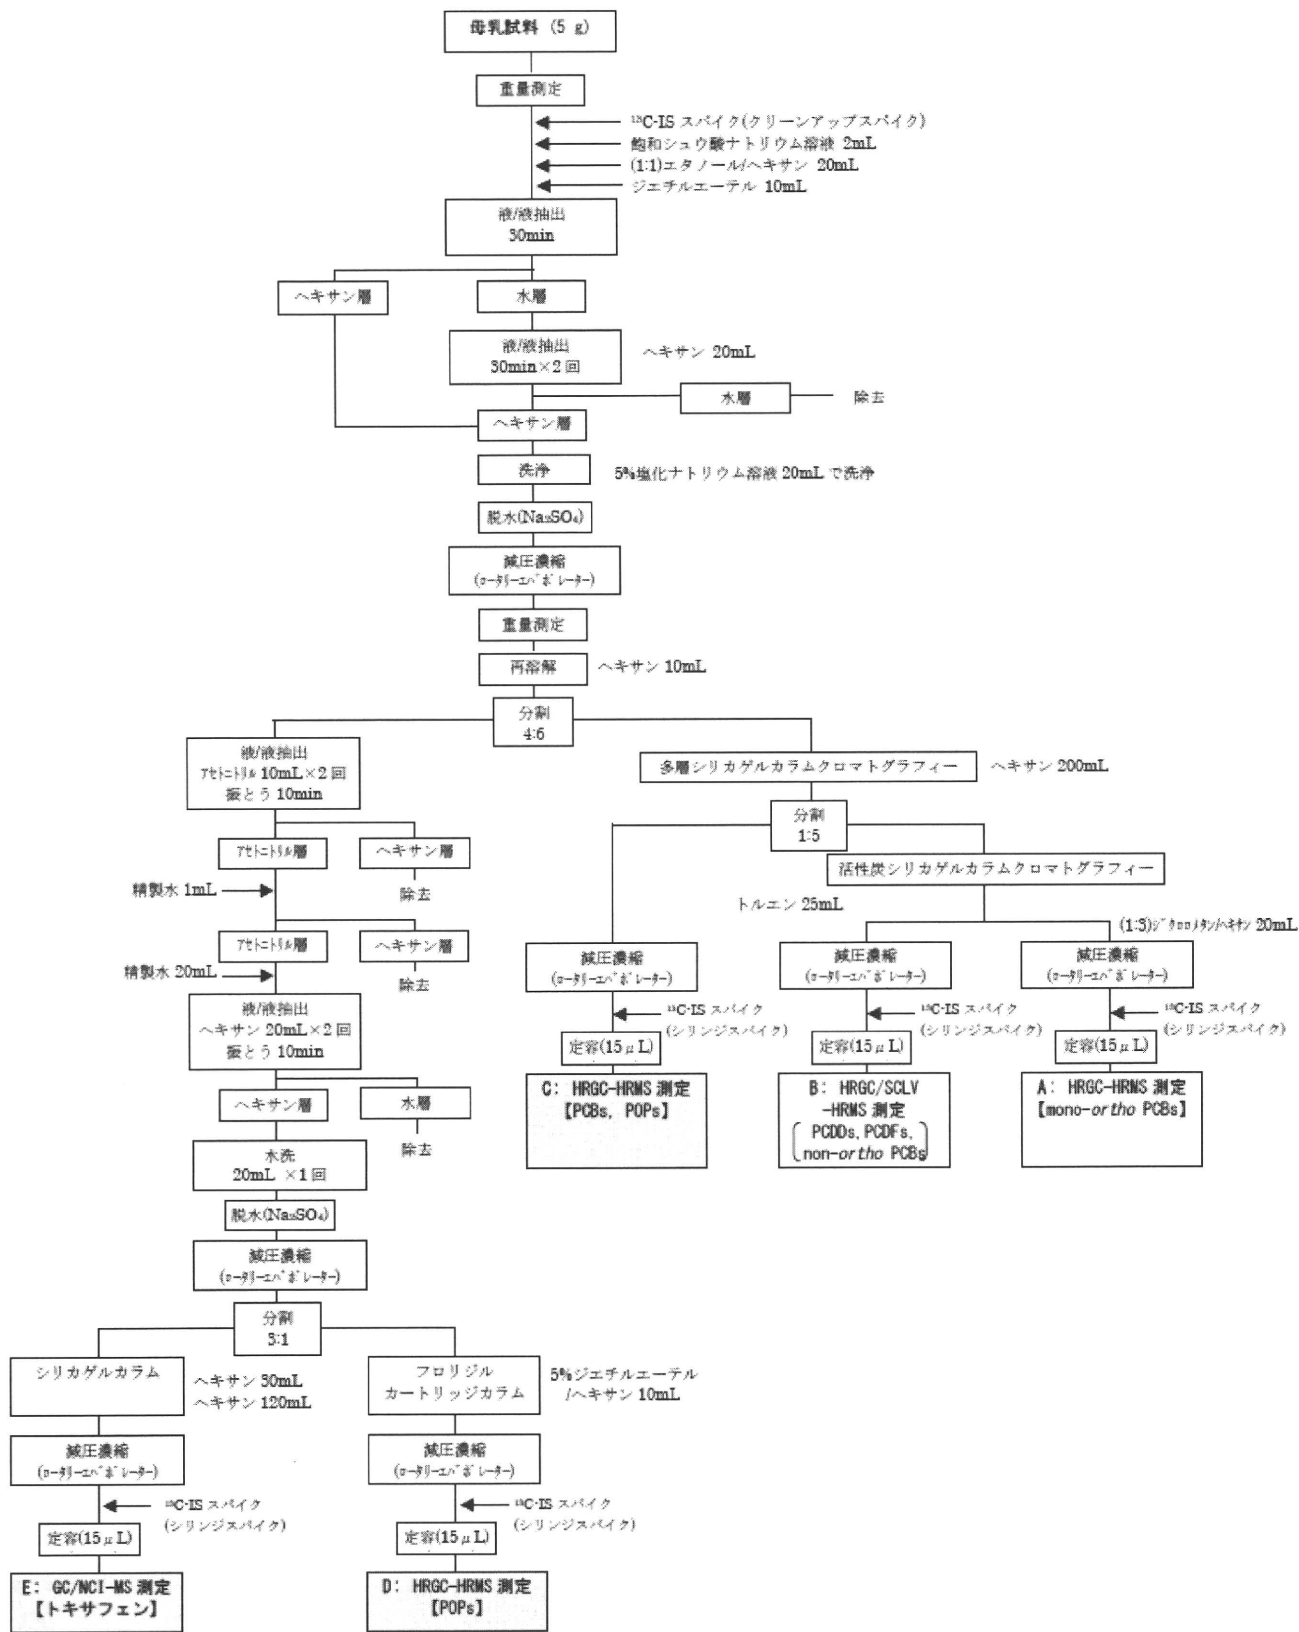 母乳試料 (5 g)
重量測定
¹³C-IS スパイク(クリーンアップスパイク)
飽和シュウ酸ナトリウム溶液 2mL
(1:1)エタノール/ヘキサン 20mL
ジエチルエーテル 10mL
液/液抽出
30min
ヘキサン層
水層
液/液抽出
30min×2回
ヘキサン 20mL
水層
除去
ヘキサン層
洗浄
5%塩化ナトリウム溶液 20mL で洗浄
脱水(Na₂SO₄)
減圧濃縮
(ﾛｰﾀﾘｰｴﾊﾞﾎﾟﾚｰﾀｰ)
重量測定
再溶解
ヘキサン 10mL
分割
4:6
液/液抽出
ｱｾﾄﾆﾄﾘﾙ 10mL×2回
振とう 10min
ｱｾﾄﾆﾄﾘﾙ層
ヘキサン層
精製水 1mL
除去
ｱｾﾄﾆﾄﾘﾙ層
ヘキサン層
精製水 20mL
除去
液/液抽出
ヘキサン 20mL×2回
振とう 10min
ヘキサン層
水層
除去
水洗
20mL ×1回
脱水(Na₂SO₄)
減圧濃縮
(ﾛｰﾀﾘｰｴﾊﾞﾎﾟﾚｰﾀｰ)
分割
3:1
シリカゲルカラム
ヘキサン 30mL
ヘキサン 120mL
減圧濃縮
(ﾛｰﾀﾘｰｴﾊﾞﾎﾟﾚｰﾀｰ)
¹³C-IS スパイク
(シリンジスパイク)
定容(15μL)
E: GC/NCI-MS 測定
【トキサフェン】
フロリジル
カートリッジカラム
5%ジエチルエーテル
/ヘキサン 10mL
減圧濃縮
(ﾛｰﾀﾘｰｴﾊﾞﾎﾟﾚｰﾀｰ)
¹³C-IS スパイク
(シリンジスパイク)
定容(15μL)
D: HRGC-HRMS 測定
【POPs】
多層シリカゲルカラムクロマトグラフィー
ヘキサン 200mL
分割
1:5
活性炭シリカゲルカラムクロマトグラフィー
トルエン 25mL
(1:3)ｼﾞｸﾛﾛﾒﾀﾝ/ﾍｷｻﾝ 20mL
減圧濃縮
(ﾛｰﾀﾘｰｴﾊﾞﾎﾟﾚｰﾀｰ)
¹³C-IS スパイク
(シリンジスパイク)
定容(15μL)
C: HRGC-HRMS 測定
【PCBs, POPs】
減圧濃縮
(ﾛｰﾀﾘｰｴﾊﾞﾎﾟﾚｰﾀｰ)
¹³C-IS スパイク
(シリンジスパイク)
定容(15μL)
B: HRGC/SCLV
-HRMS 測定
PCDDs, PCDFs,
non-ortho PCBs
減圧濃縮
(ﾛｰﾀﾘｰｴﾊﾞﾎﾟﾚｰﾀｰ)
¹³C-IS スパイク
(シリンジスパイク)
定容(15μL)
A: HRGC-HRMS 測定
【mono-ortho PCBs】